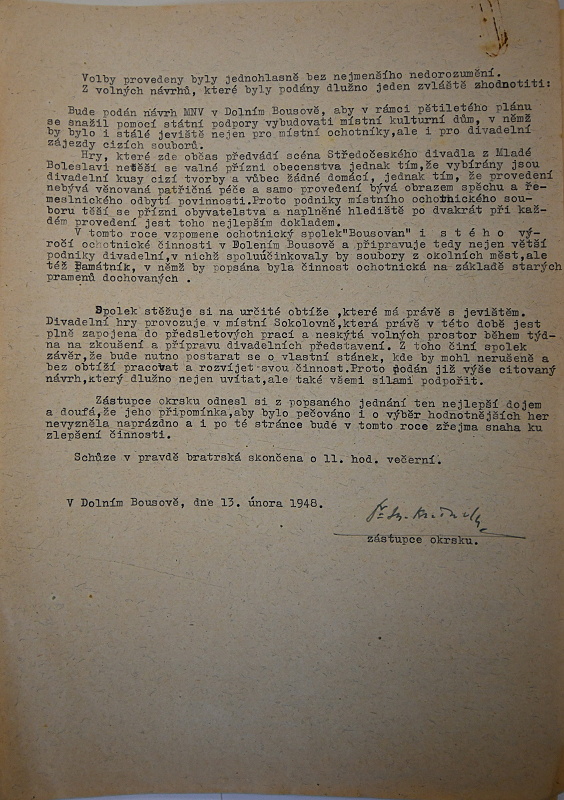 Volby provedeny byly jednohlasně bez nejmenšího nedorozumění.
Z volných návrhů, které byly podány dlužno jeden zvláště zhodnotiti:
Bude podán návrh MNV v Dolním Bousově, aby v rámci pětiletého plánu
se snažil pomocí státní podpory vybudovati místní kulturní dům, v němž
by bylo i stálé jeviště nejen pro místní ochotníky,ale i pro divadelní
zájezdy cizích souborů.
Hry, které zde občas předvádí scéna Středočeského divadla z Mladé
Boleslavi netěší se valné přízni obecenstva jednak tím,že vybírány jsou
divadelní kusy cizí tvorby a vůbec žádné domácí, jednak tím, že provedení
nebývá věnovaná patřičná péče a samo provedení bývá obrazem spěchu a ře-
meslnického odbytí povinnosti.Proto podniky místního ochotnického sou-
boru těší se přízni obyvatelstva a naplněné hlediště po dvakrát při kaž-
dém provedení jest toho nejlepším dokladem.
V tomto roce vzpomene ochotnický spolek"Bousovan" i s t é h o vý-
ročí ochotnické činnosti v Dolením Bousově a připravuje tedy nejen větší
podniky divadelní,v nichž spoluúčinkovaly by soubory z okolních měst,ale
též Památník, v němž by popsána byla činnost ochotnická na základě starých
pramenů dochovaných .
Spolek stěžuje si na určité obtíže ,které má právě s jevištěm.
Divadelní hry provozuje v místní Sokolovně,která právě v této době jest
plně zapojena do předsletových prací a neskýtá volných prostor během týd-
na na zkoušení a přípravu divadelních představení. Z toho činí spolek
závěr,že bude nutno postarat se o vlastní stánek, kde by mohl nerušeně a
bez obtíží pracovat a rozvíjet svou činnost.Proto podán již výše citovaný
návrh,který dlužno nejen uvítat,ale také všemi silami podpořit.
Zástupce okrsku odnesl si z popsaného jednání ten nejlepší dojem
a doufá,že jeho připomínka,aby bylo pečováno i o výběr hodnotnějších her
nevyzněla naprázdno a i po té stránce bude v tomto roce zřejma snaha ku
zlepšení činnosti.
Schůze v pravdě bratrská skončena o 11. hod. večerní.
V Dolním Bousově, dne 13. února 1948.
zástupce okrsku.